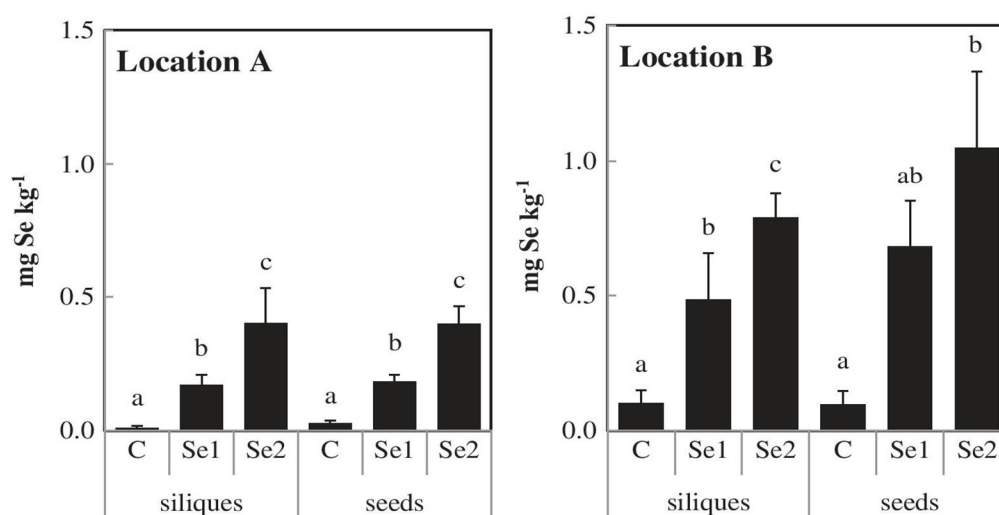 1.5
Location A
1.0
mg Se kg⁻¹
0.5
0.0
a
b
c
a
b
c
C Se1 Se2 C Se1 Se2
siliques seeds
1.5
Location B
1.0
mg Se kg⁻¹
0.5
0.0
a
b
c
a
ab
b
C Se1 Se2 C Se1 Se2
siliques seeds